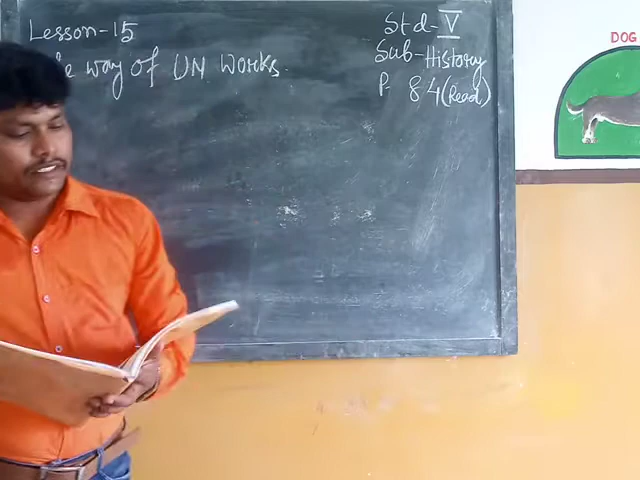 Lesson-15
way of UN Works.
Std-V
Sub-History
P- 84(Read)
DOG